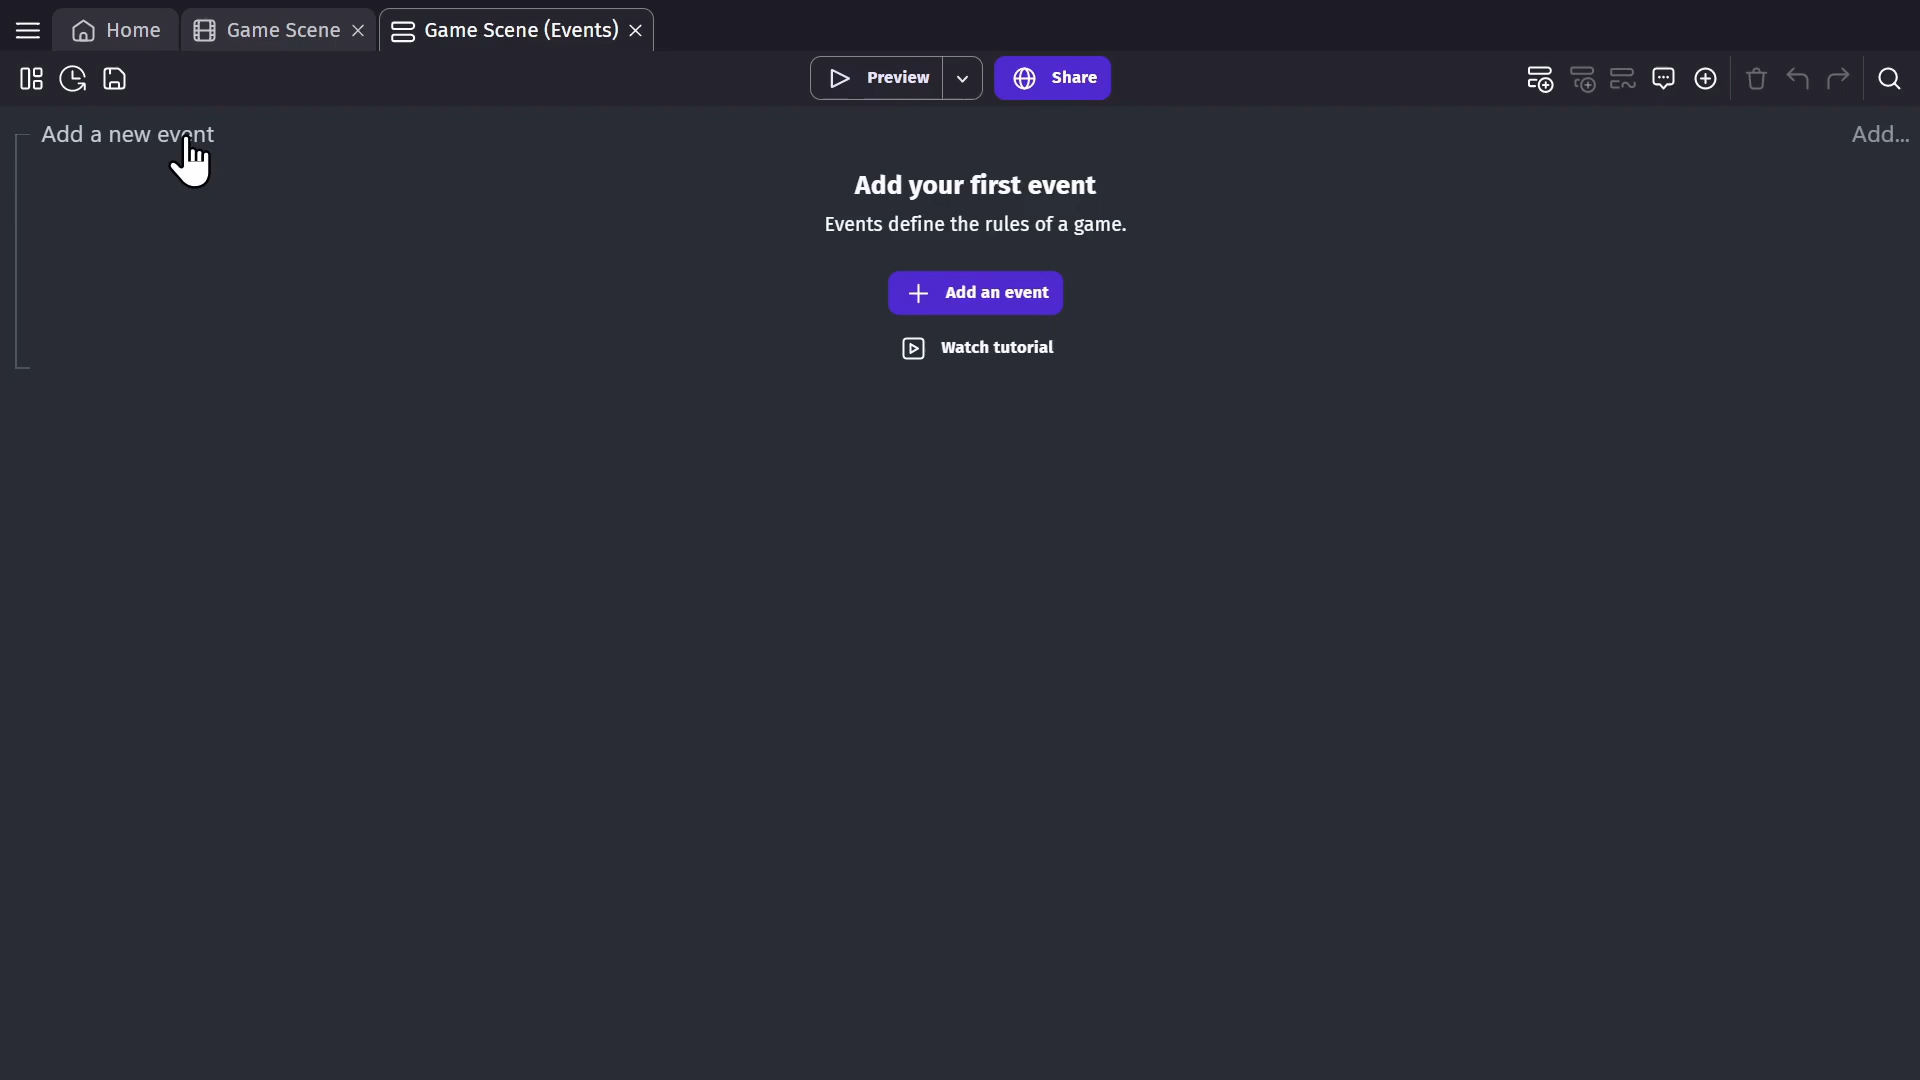 Home
Game Scene
Game Scene (Events)
Preview
Share
Add a new event
Add...
Add your first event
Events define the rules of a game.
Add an event
Watch tutorial